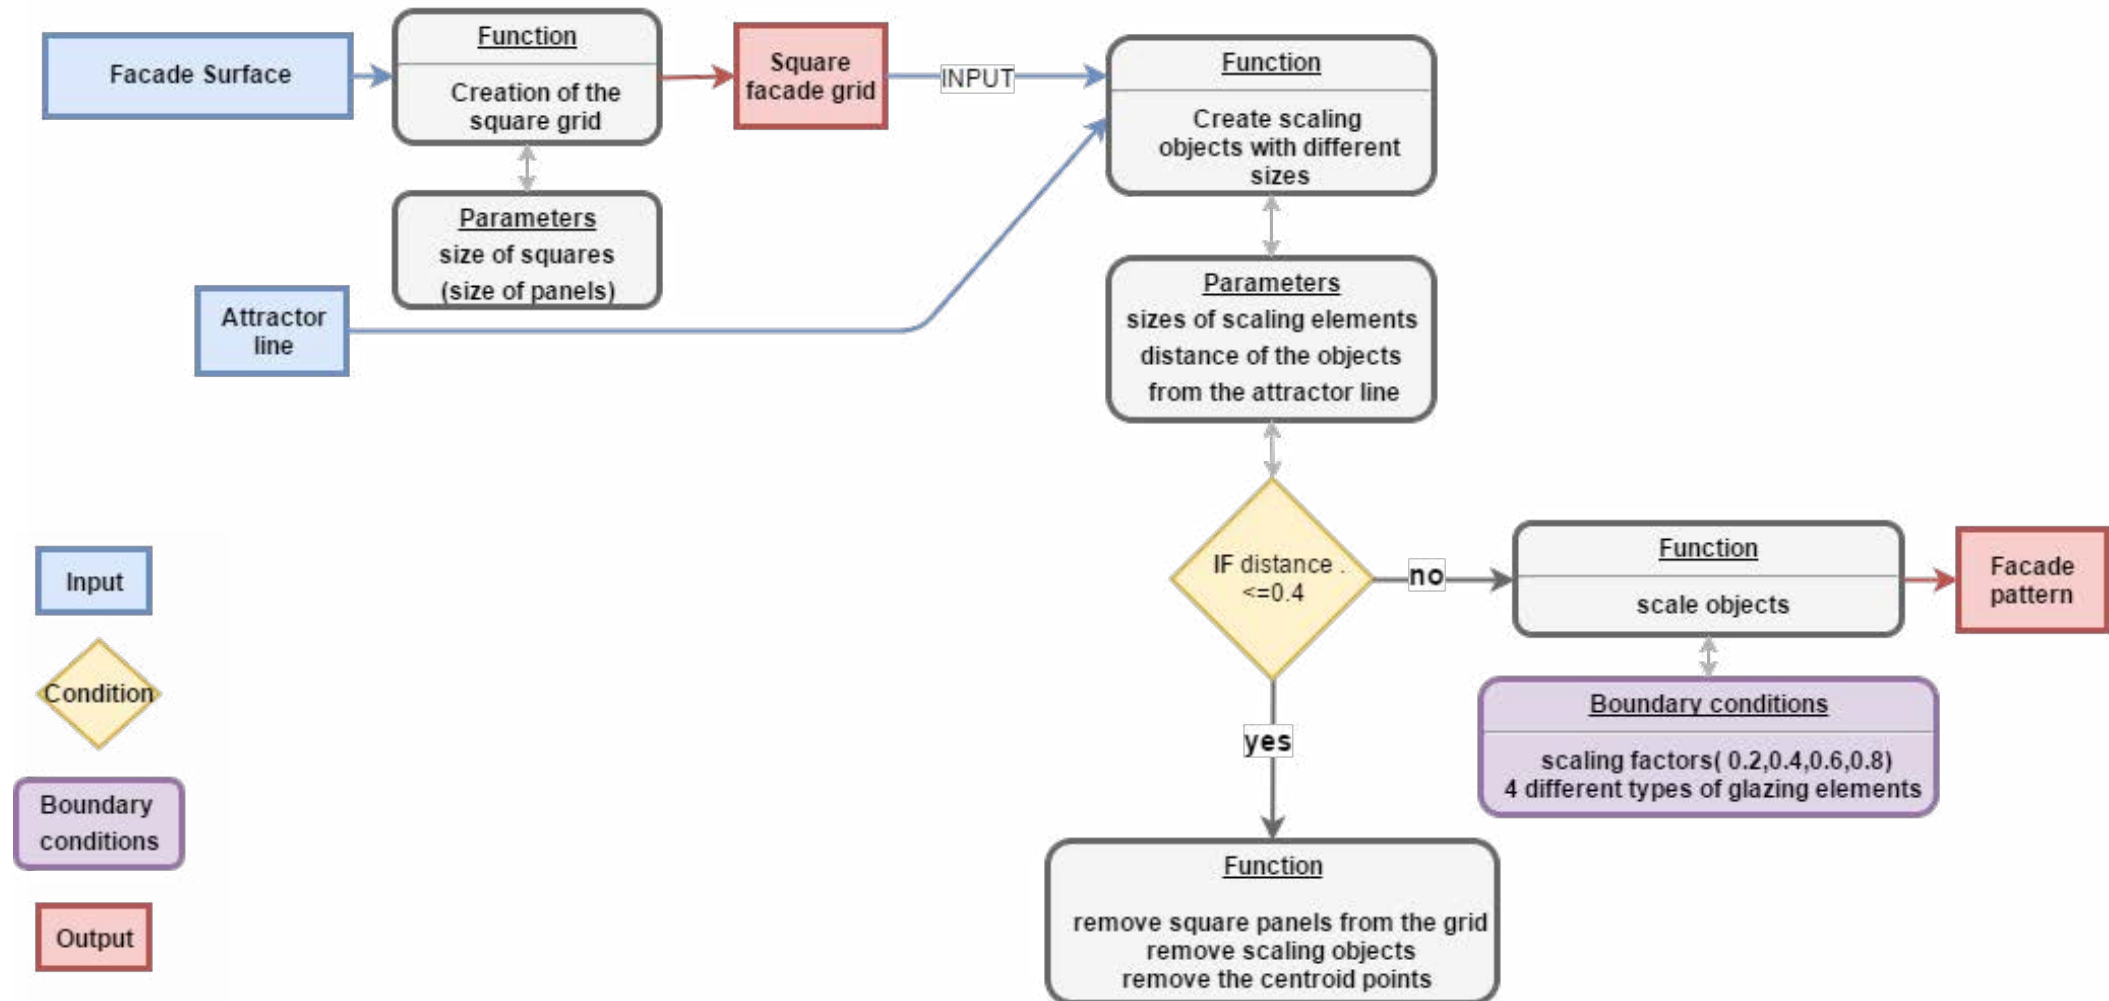 Facade Surface
Function
Creation of the
square grid
Square
facade grid
INPUT
Function
Create scaling
objects with different
sizes
Parameters
size of squares
(size of panels)
Attractor
line
Parameters
sizes of scaling elements
distance of the objects
from the attractor line
IF distance .
<=0.4
no
Function
scale objects
Facade
pattern
Boundary conditions
scaling factors( 0.2,0.4,0.6,0.8)
4 different types of glazing elements
yes
Function
remove square panels from the grid
remove scaling objects
remove the centroid points
Input
Condition
Boundary
conditions
Output